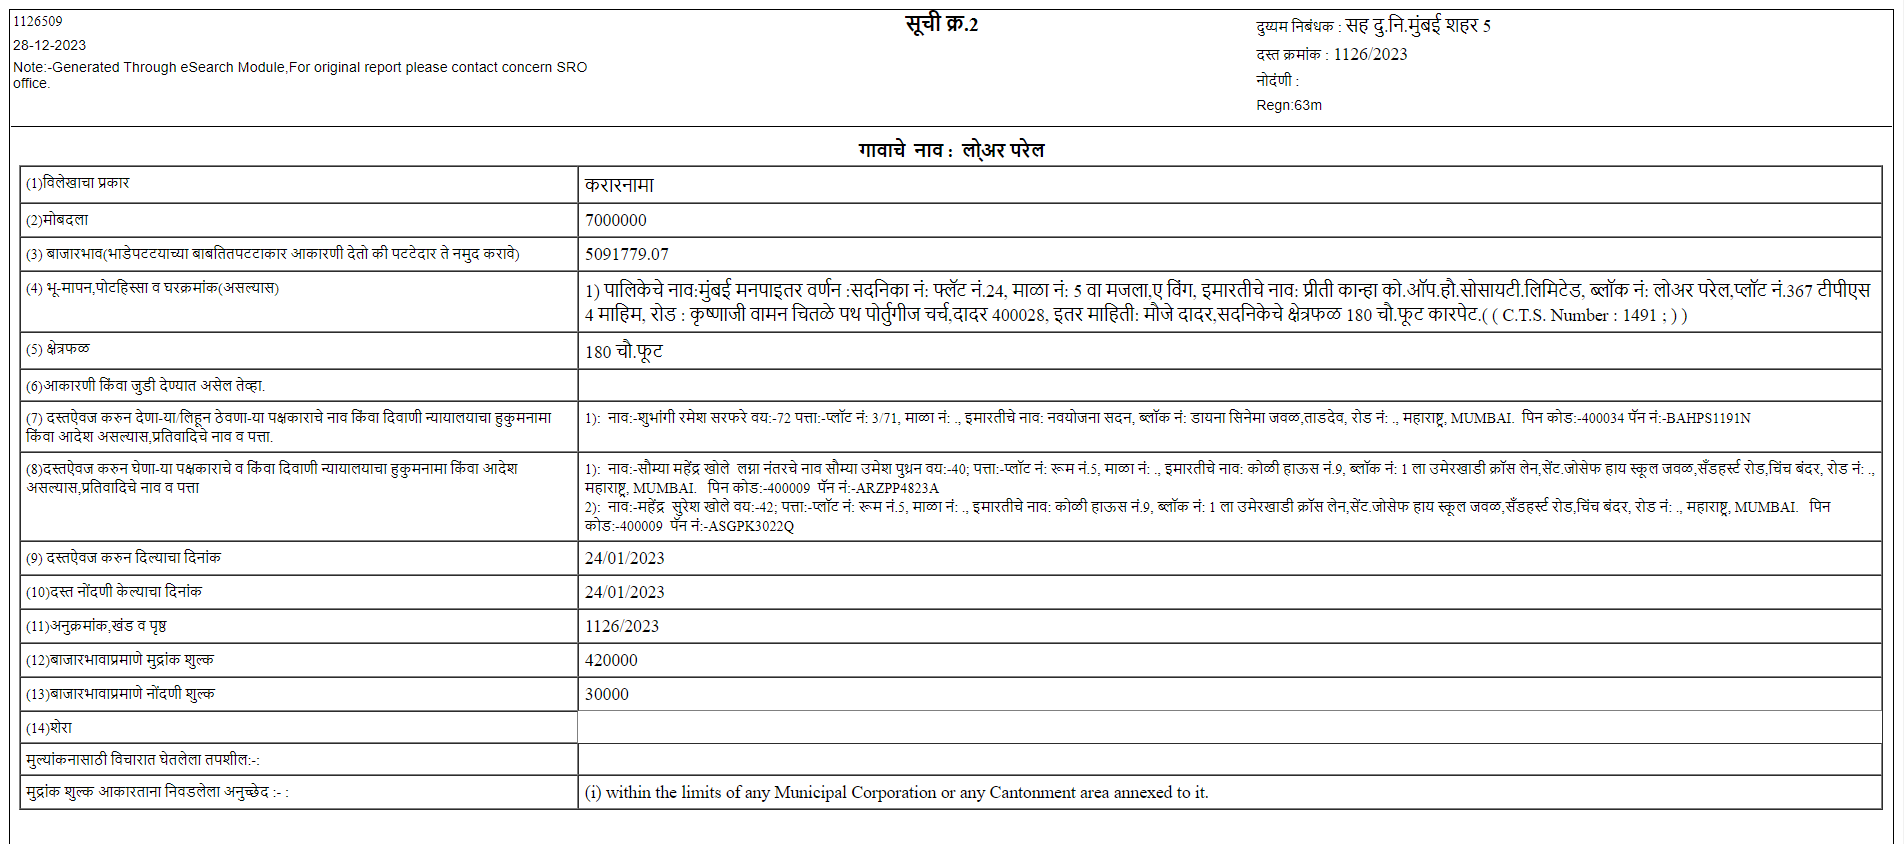 1126509
28-12-2023
Note:-Generated Through eSearch Module,For original report please contact concern SRO
office.
सूची क्र.2
दुय्यम निबंधक : सह दु.नि.मुंबई शहर 5
दस्त क्रमांक : 1126/2023
नोदंणी :
Regn:63m
गावाचे नाव : लो्अर परेल
(1)विलेखाचा प्रकार
करारनामा
(2)मोबदला
7000000
(3) बाजारभाव(भाडेपटटयाच्या बाबतितपटटाकार आकारणी देतो की पटटेदार ते नमुद करावे)
5091779.07
(4) भू-मापन,पोटहिस्सा व घरक्रमांक(असल्यास)
1) पालिकेचे नाव:मुंबई मनपाइतर वर्णन :सदनिका नं: फ्लॅट नं.24, माळा नं: 5 वा मजला,ए विंग, इमारतीचे नाव: प्रीती कान्हा को.ऑप.हौ.सोसायटी.लिमिटेड, ब्लॉक नं: लोअर परेल,प्लॉट नं.367 टीपीएस
4 माहिम, रोड : कृष्णाजी वामन चितळे पथ पोर्तुगीज चर्च,दादर 400028, इतर माहिती: मौजे दादर,सदनिकेचे क्षेत्रफळ 180 चौ.फूट कारपेट.( ( C.T.S. Number : 1491 ; ) )
(5) क्षेत्रफळ
180 चौ.फूट
(6)आकारणी किंवा जुडी देण्यात असेल तेव्हा.
(7) दस्तऐवज करुन देणा-या/लिहून ठेवणा-या पक्षकाराचे नाव किंवा दिवाणी न्यायालयाचा हुकुमनामा
किंवा आदेश असल्यास,प्रतिवादिचे नाव व पत्ता.
1): नाव:-शुभांगी रमेश सरफरे वय:-72 पत्ता:-प्लॉट नं: 3/71, माळा नं: ., इमारतीचे नाव: नवयोजना सदन, ब्लॉक नं: डायना सिनेमा जवळ,ताडदेव, रोड नं: ., महाराष्ट्र, MUMBAI. पिन कोड:-400034 पॅन नं:-BAHPS1191N
(8)दस्तऐवज करुन घेणा-या पक्षकाराचे व किंवा दिवाणी न्यायालयाचा हुकुमनामा किंवा आदेश
असल्यास,प्रतिवादिचे नाव व पत्ता
1): नाव:-सौम्या महेंद्र खोले लग्ना नंतरचे नाव सौम्या उमेश पुथ्रन वय:-40; पत्ता:-प्लॉट नं: रूम नं.5, माळा नं: ., इमारतीचे नाव: कोळी हाऊस नं.9, ब्लॉक नं: 1 ला उमेरखाडी क्रॉस लेन,सेंट.जोसेफ हाय स्कूल जवळ,सँडहर्स्ट रोड,चिंच बंदर, रोड नं: .,
महाराष्ट्र, MUMBAI. पिन कोड:-400009 पॅन नं:-ARZPP4823A
2): नाव:-महेंद्र सुरेश खोले वय:-42; पत्ता:-प्लॉट नं: रूम नं.5, माळा नं: ., इमारतीचे नाव: कोळी हाऊस नं.9, ब्लॉक नं: 1 ला उमेरखाडी क्रॉस लेन,सेंट.जोसेफ हाय स्कूल जवळ,सँडहर्स्ट रोड,चिंच बंदर, रोड नं: ., महाराष्ट्र, MUMBAI. पिन
कोड:-400009 पॅन नं:-ASGPK3022Q
(9) दस्तऐवज करुन दिल्याचा दिनांक
24/01/2023
(10)दस्त नोंदणी केल्याचा दिनांक
24/01/2023
(11)अनुक्रमांक,खंड व पृष्ठ
1126/2023
(12)बाजारभावाप्रमाणे मुद्रांक शुल्क
420000
(13)बाजारभावाप्रमाणे नोंदणी शुल्क
30000
(14)शेरा
मुल्यांकनासाठी विचारात घेतलेला तपशील:-:
मुद्रांक शुल्क आकारताना निवडलेला अनुच्छेद :- :
(i) within the limits of any Municipal Corporation or any Cantonment area annexed to it.